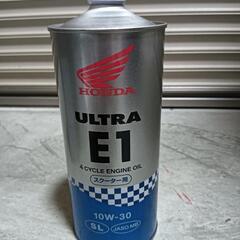 HONDA
ULTRA
E1
4 CYCLE ENGINE OIL
スクーター用
10W-30
SL JASO MB